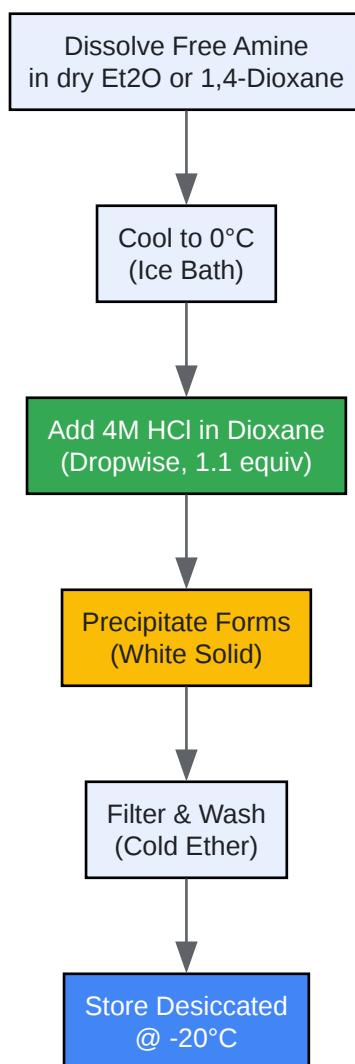 Dissolve Free Amine
in dry Et2O or 1,4-Dioxane
Cool to 0°C
(Ice Bath)
Add 4M HCl in Dioxane
(Dropwise, 1.1 equiv)
Precipitate Forms
(White Solid)
Filter & Wash
(Cold Ether)
Store Desiccated
@ -20°C